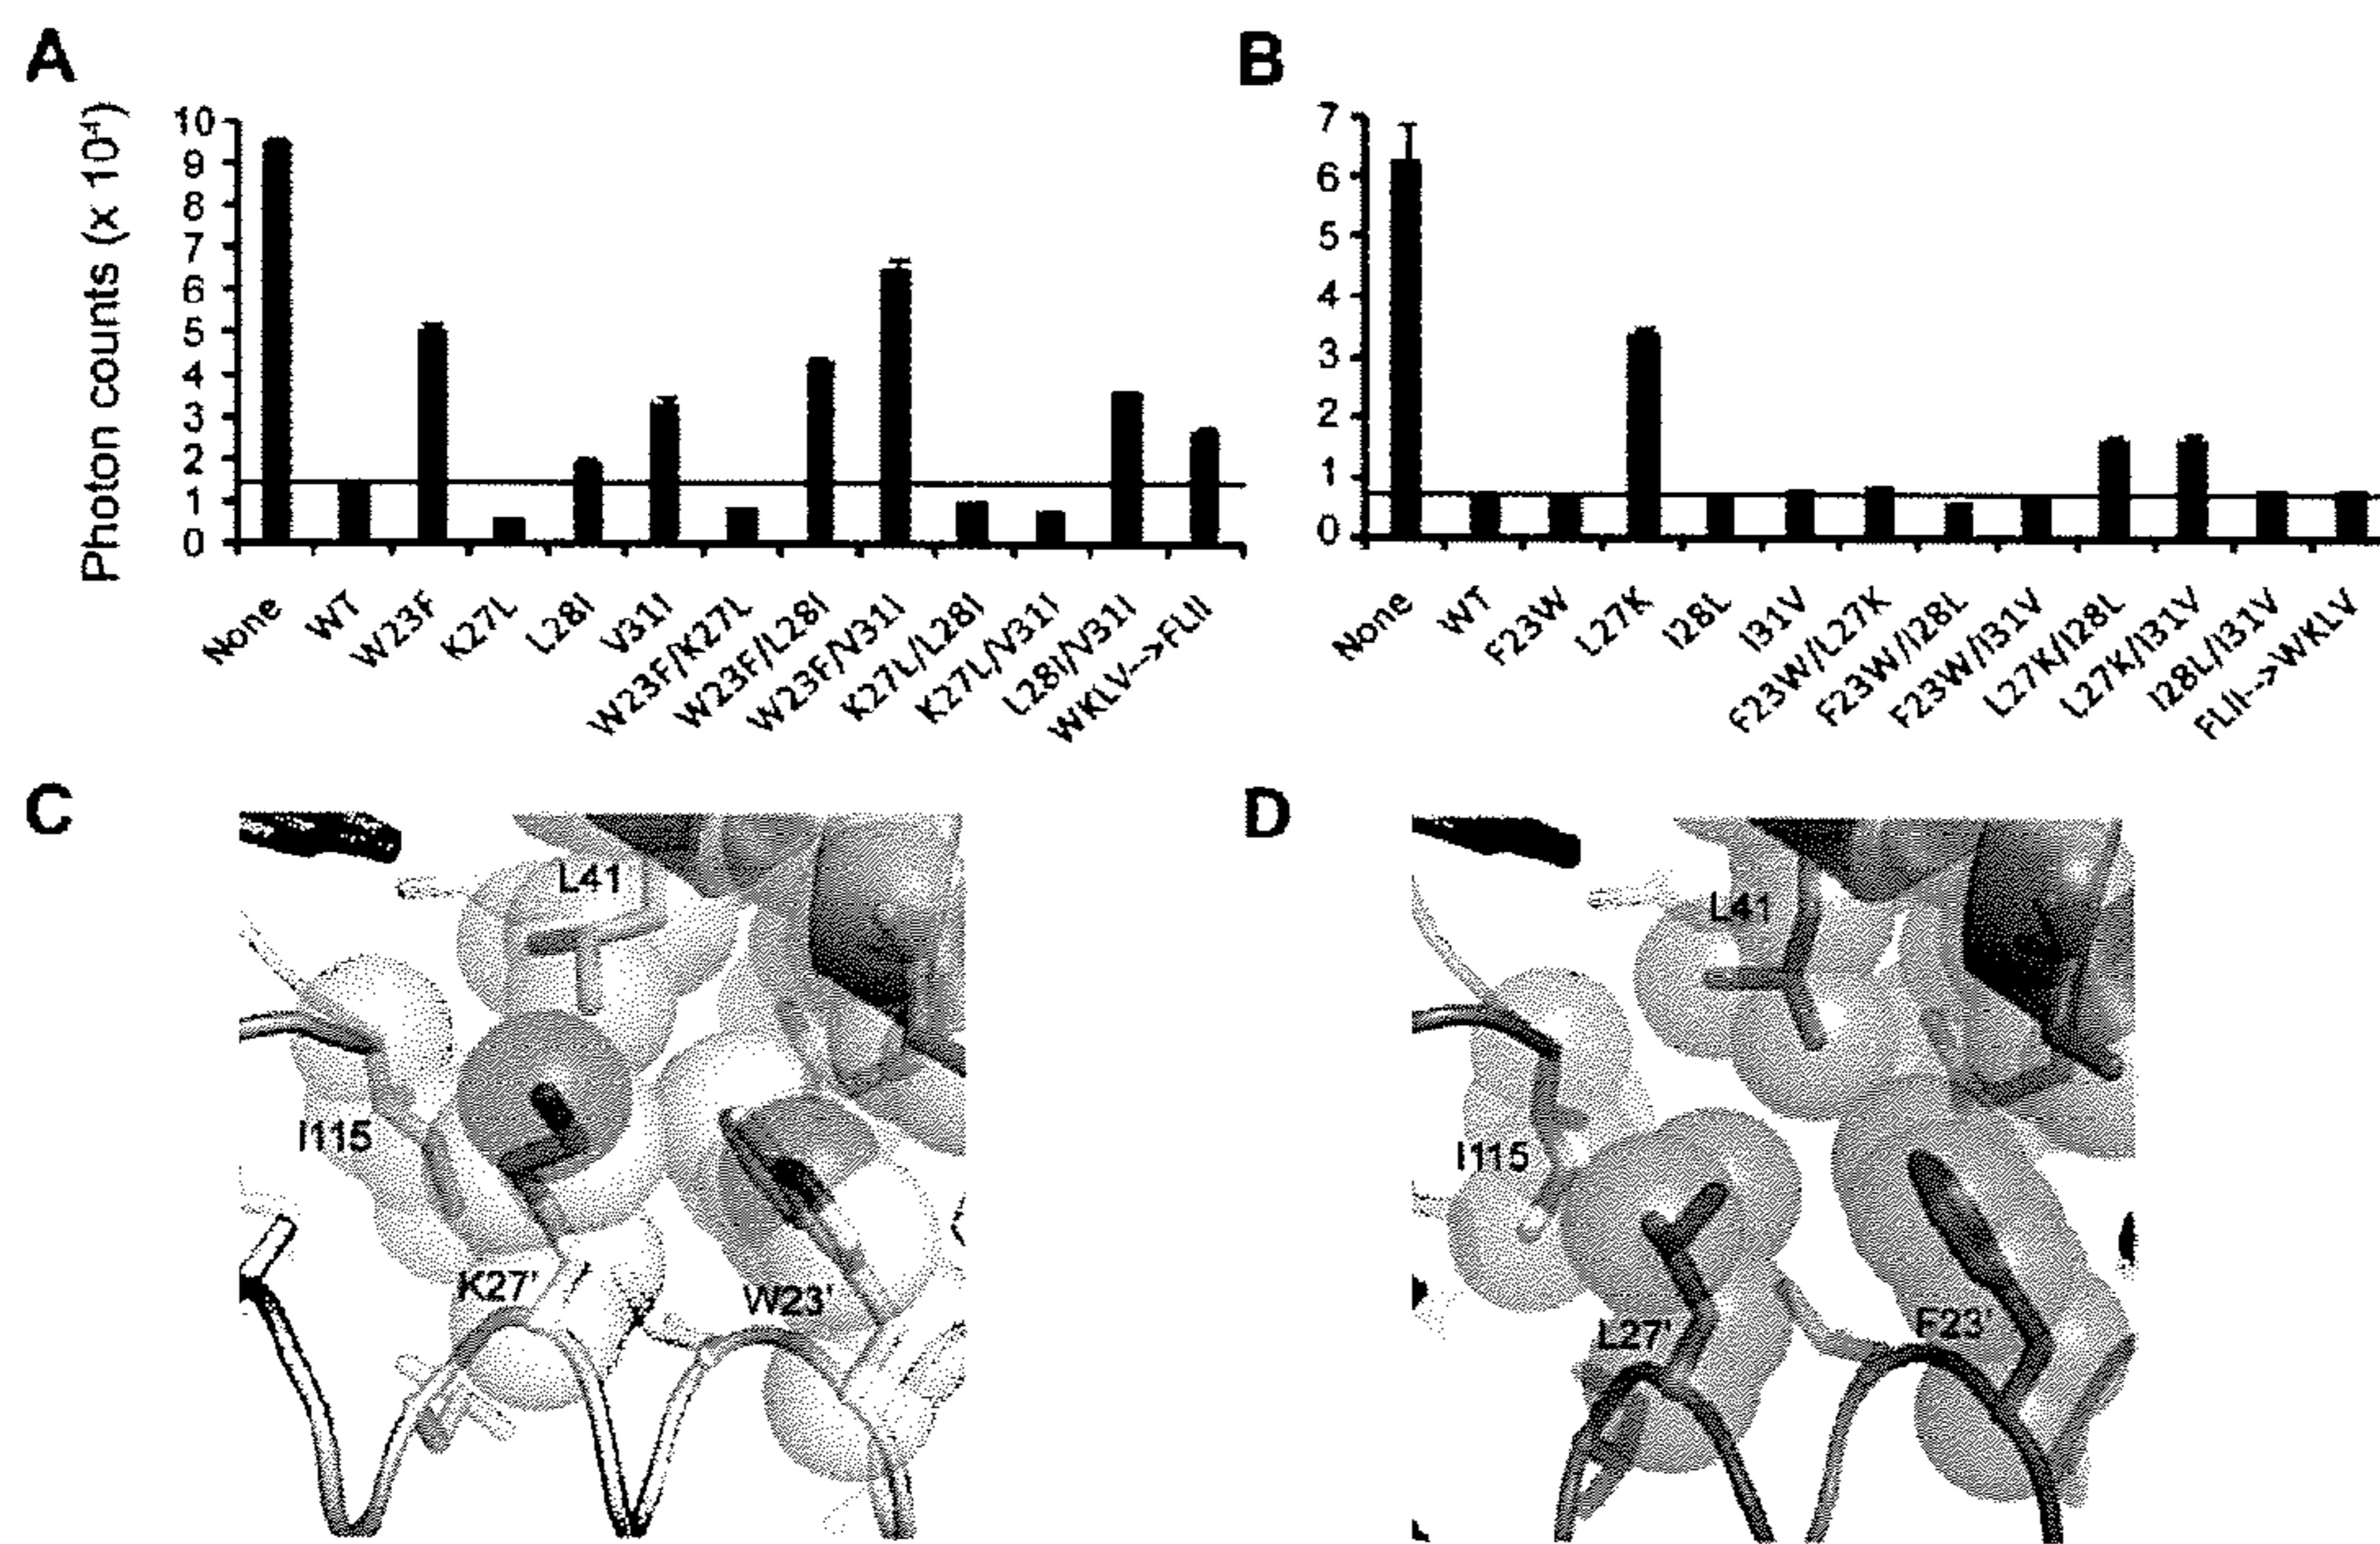 A
Photon counts (x 10⁴)
10
9
8
7
6
5
4
3
2
1
0
None
WT
W23F
K27L
L28I
V31I
W23F/K27L
W23F/L28I
W23F/V31I
K27L/L28I
K27L/V31I
L28I/V31I
WKLV-->FLII
B
7
6
5
4
3
2
1
0
None
WT
F23W
L27K
I28L
I31V
F23W/L27K
F23W/I28L
F23W/I31V
L27K/I28L
L27K/I31V
I28L/I31V
FLII-->WKLV
C
L41
I115
K27'
W23'
D
L41
I115
L27'
F23'